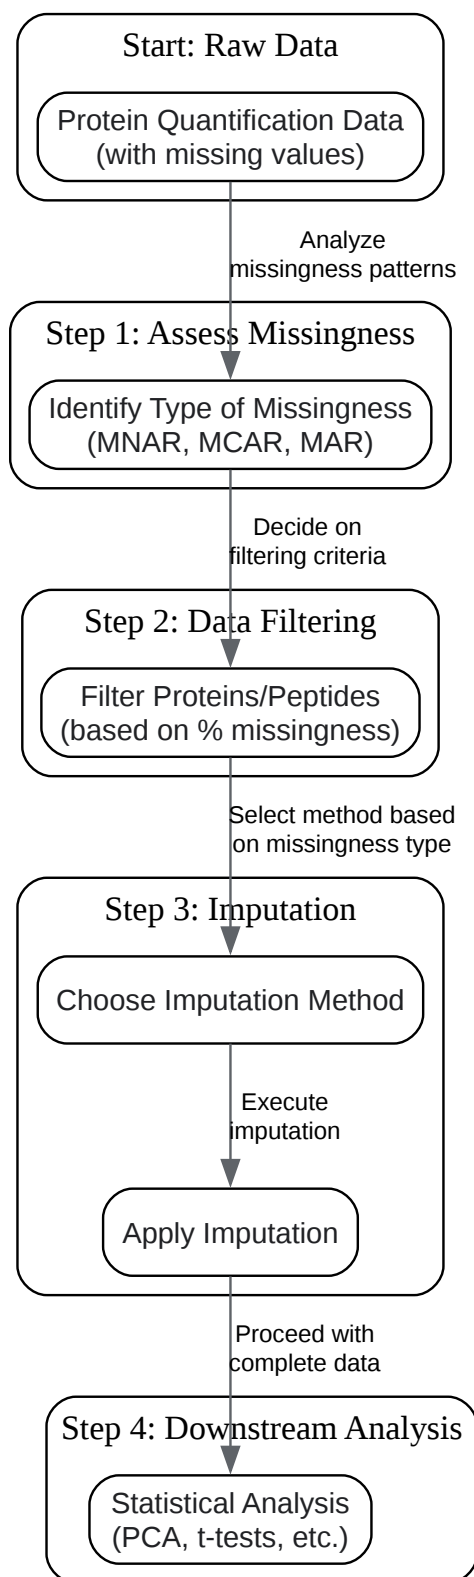 Start: Raw Data
Protein Quantification Data
(with missing values)
Analyze
missingness patterns
Step 1: Assess Missingness
Identify Type of Missingness
(MNAR, MCAR, MAR)
Decide on
filtering criteria
Step 2: Data Filtering
Filter Proteins/Peptides
(based on % missingness)
Select method based
on missingness type
Step 3: Imputation
Choose Imputation Method
Execute
imputation
Apply Imputation
Proceed with
complete data
Step 4: Downstream Analysis
Statistical Analysis
(PCA, t-tests, etc.)